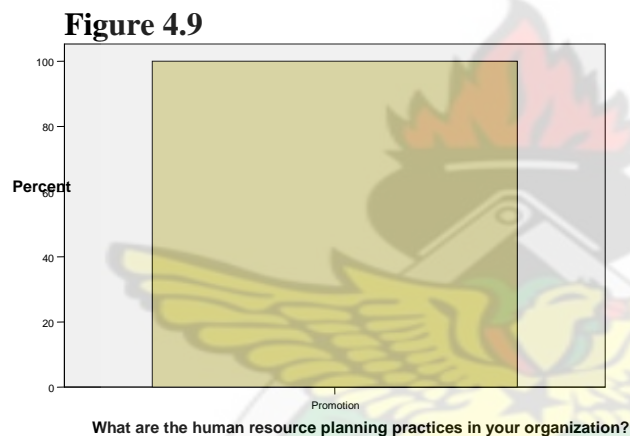 Figure 4.9
100
80
Percent
60
40
20
0
Promotion
What are the human resource planning practices in your organization?